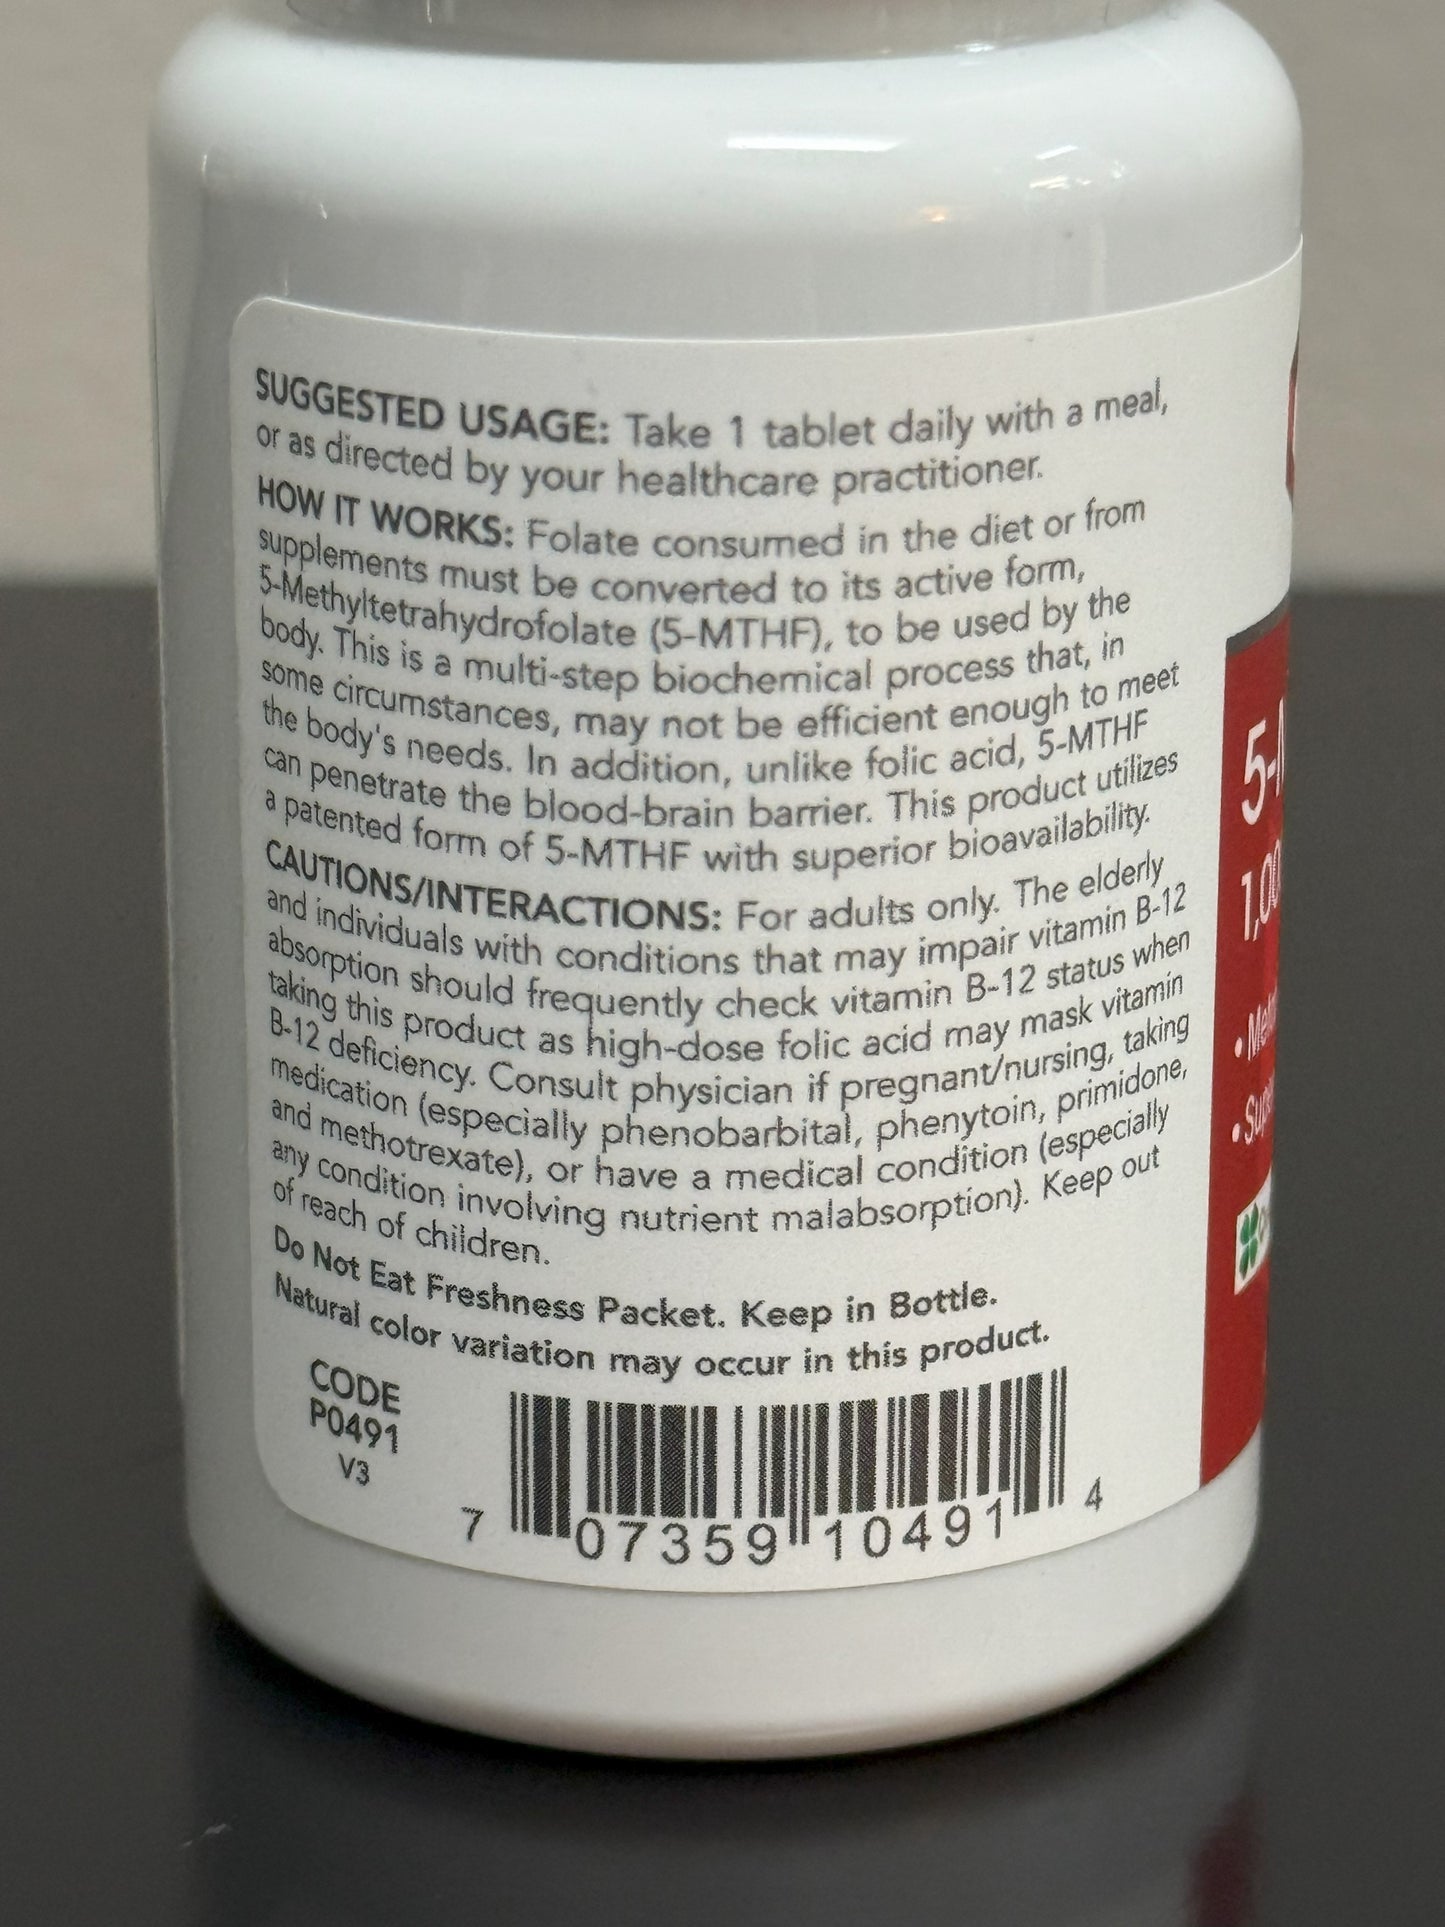 SUGGESTED USAGE: Take 1 tablet daily with a meal,
or as directed by your healthcare practitioner.
HOW IT WORKS: Folate consumed in the diet or from
supplements must be converted to its active form,
5-Methyltetrahydrofolate (5-MTHF), to be used by the
body. This is a multi-step biochemical process that, in
some circumstances, may not be efficient enough to meet
the body's needs. In addition, unlike folic acid, 5-MTHF
can penetrate the blood-brain barrier. This product utilizes
a patented form of 5-MTHF with superior bioavailability.
CAUTIONS/INTERACTIONS: For adults only. The elderly
and individuals with conditions that may impair vitamin B-12
absorption should frequently check vitamin B-12 status when
taking this product as high-dose folic acid may mask vitamin
B-12 deficiency. Consult physician if pregnant/nursing, taking
medication (especially phenobarbital, phenytoin, primidone,
and methotrexate), or have a medical condition (especially
any condition involving nutrient malabsorption). Keep out
of reach of children.
Do Not Eat Freshness Packet. Keep in Bottle.
Natural color variation may occur in this product.
CODE
P0491
V3
7 07359 10491 4